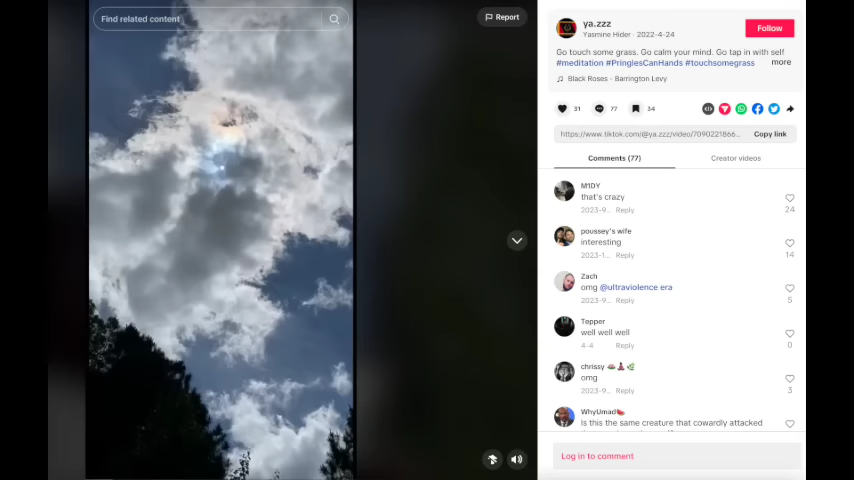 Find related content
Report
ya.zzz
Yasmine Hider · 2022-4-24
Follow
Go touch some grass. Go calm your mind. Go tap in with self
#meditation #PringlesCanHands #touchsomegrass more
Black Roses - Barrington Levy
31
77
34
https://www.tiktok.com/@ya.zzz/video/7090221866...
Copy link
Comments (77)
Creator videos
M1DY
that's crazy
2023-9... Reply
24
poussey's wife
interesting
2023-1... Reply
14
Zach
omg @ultraviolence era
2023-9... Reply
5
Tepper
well well well
4-4 Reply
0
chrissy
omg
2023-9... Reply
3
WhyUmad
Is this the same creature that cowardly attacked
Log in to comment